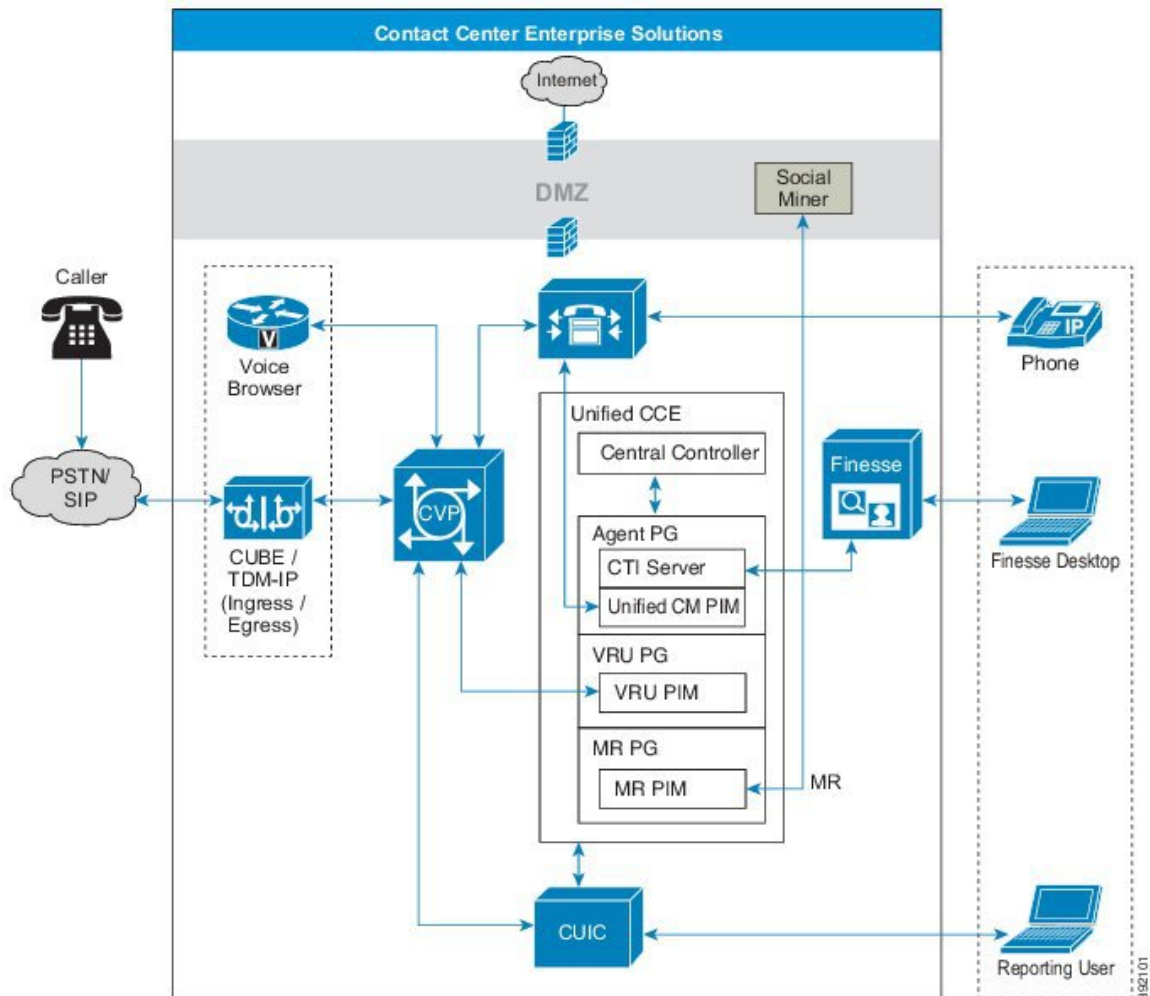 Contact Center Enterprise Solutions
Internet
DMZ
Social
Miner
Caller
Voice
Browser
V
IP
Phone
Unified CCE
Central Controller
Finesse
PSTN/
SIP
CVP
Agent PG
CTI Server
Unified CM PIM
Finesse Desktop
CUBE /
TDM-IP
(Ingress /
Egress)
VRU PG
VRU PIM
MR PG
MR PIM
MR
CUIC
Reporting User